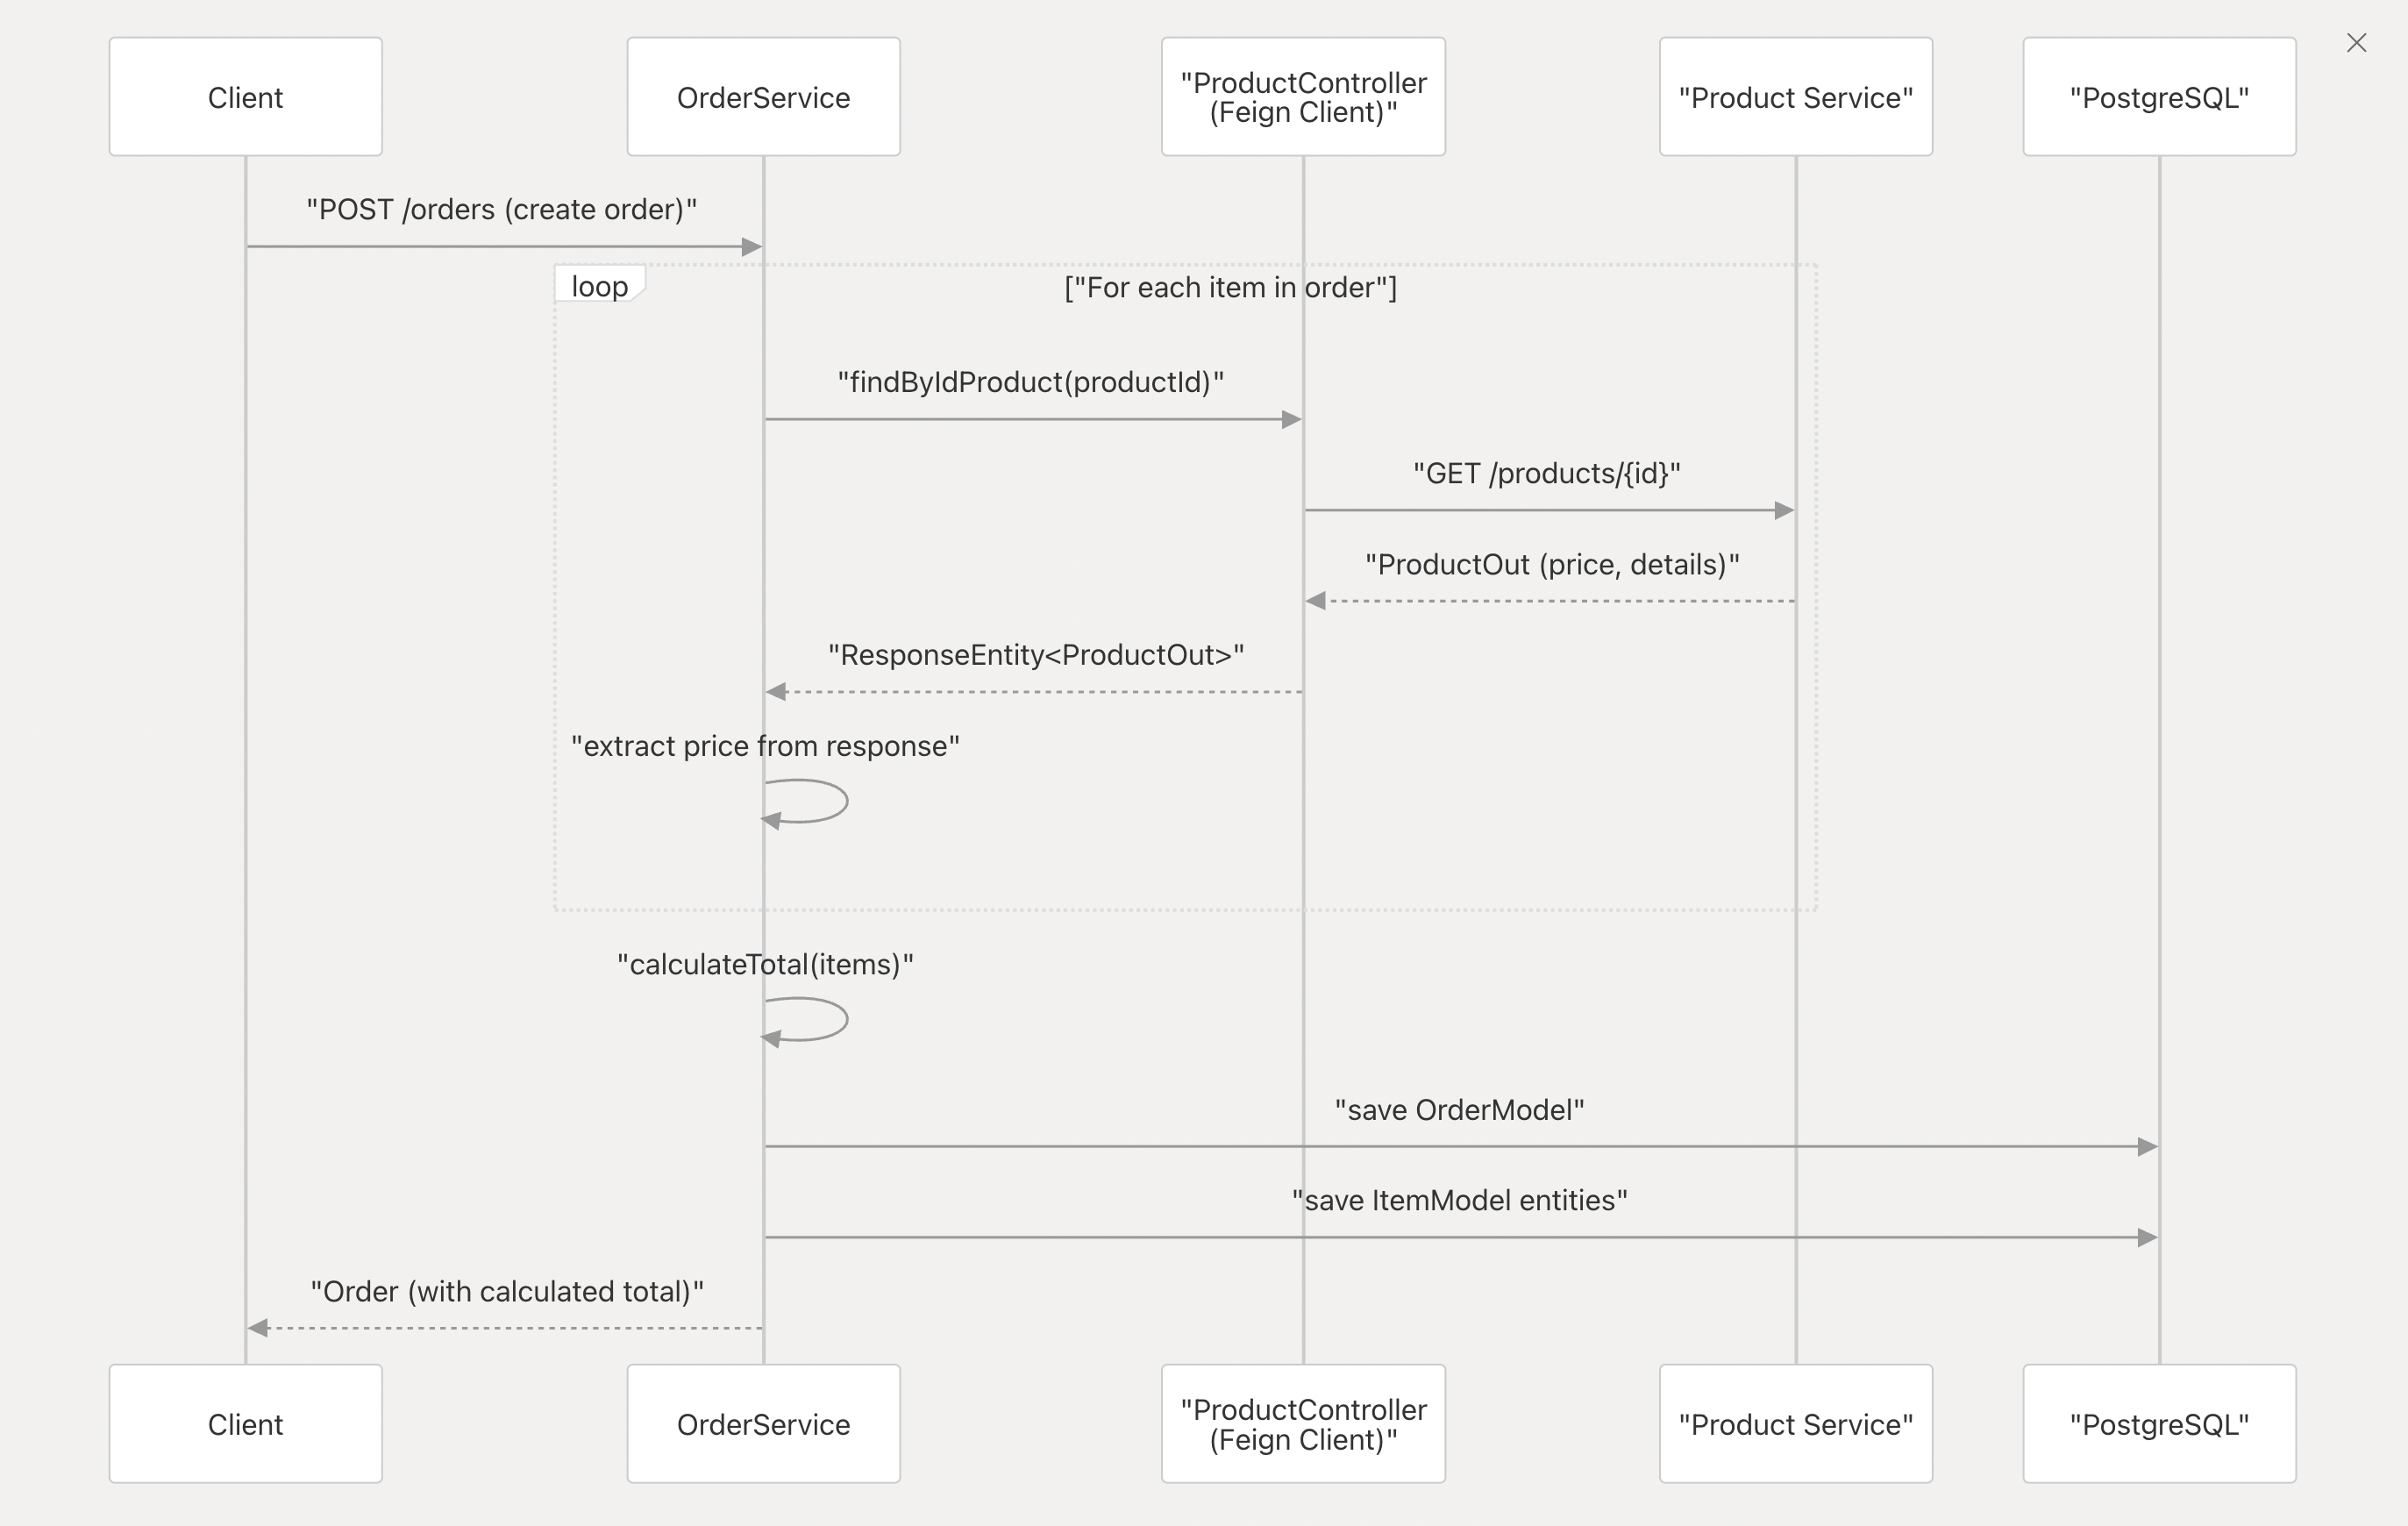 Client
OrderService
"ProductController
(Feign Client)"
"Product Service"
"PostgreSQL"
"POST /orders (create order)"
loop
["For each item in order"]
"findByIdProduct(productId)"
"GET /products/{id}"
"ProductOut (price, details)"
"ResponseEntity<ProductOut>"
"extract price from response"
"calculateTotal(items)"
"save OrderModel"
"save ItemModel entities"
"Order (with calculated total)"
Client
OrderService
"ProductController
(Feign Client)"
"Product Service"
"PostgreSQL"